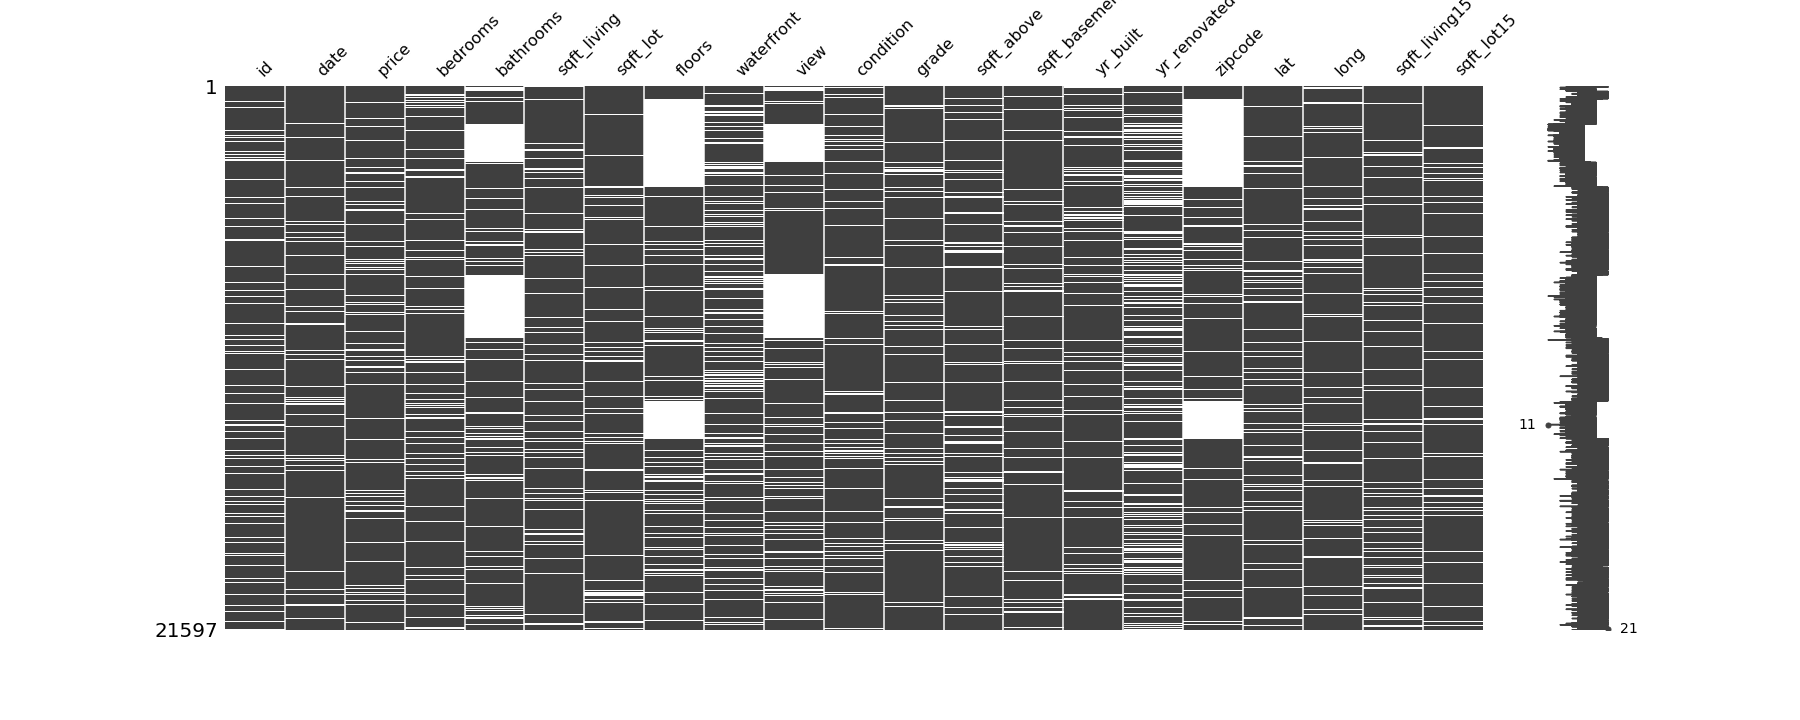 id
date
price
bedrooms
bathrooms
sqft_living
sqft_lot
floors
waterfront
view
condition
grade
sqft_above
sqft_basemen
yr_built
yr_renovated
zipcode
lat
long
sqft_living15
sqft_lot15
1
11
21597
21